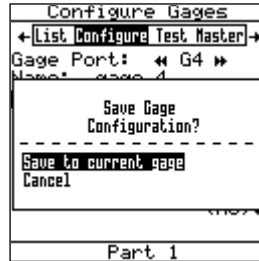 Configure Gages
←List Configure Test Master→
Gage Port: ◄◄ G4 ►►
Name: gage 4
Save Gage
Configuration?
Save to current gage
Cancel
Part 1